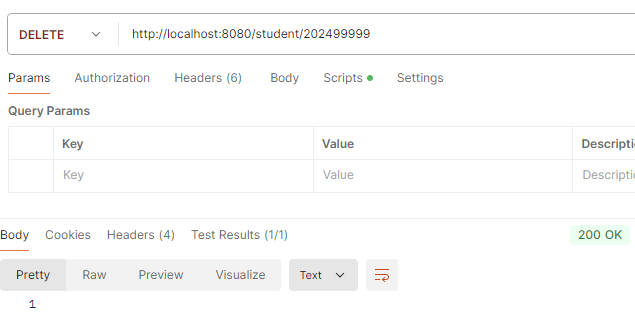 DELETE http://localhost:8080/student/202499999
Params Authorization Headers (6) Body Scripts Settings
Query Params
Key Value Descripti
Key Value Descriptio
Body Cookies Headers (4) Test Results (1/1) 200 OK
Pretty Raw Preview Visualize Text
1